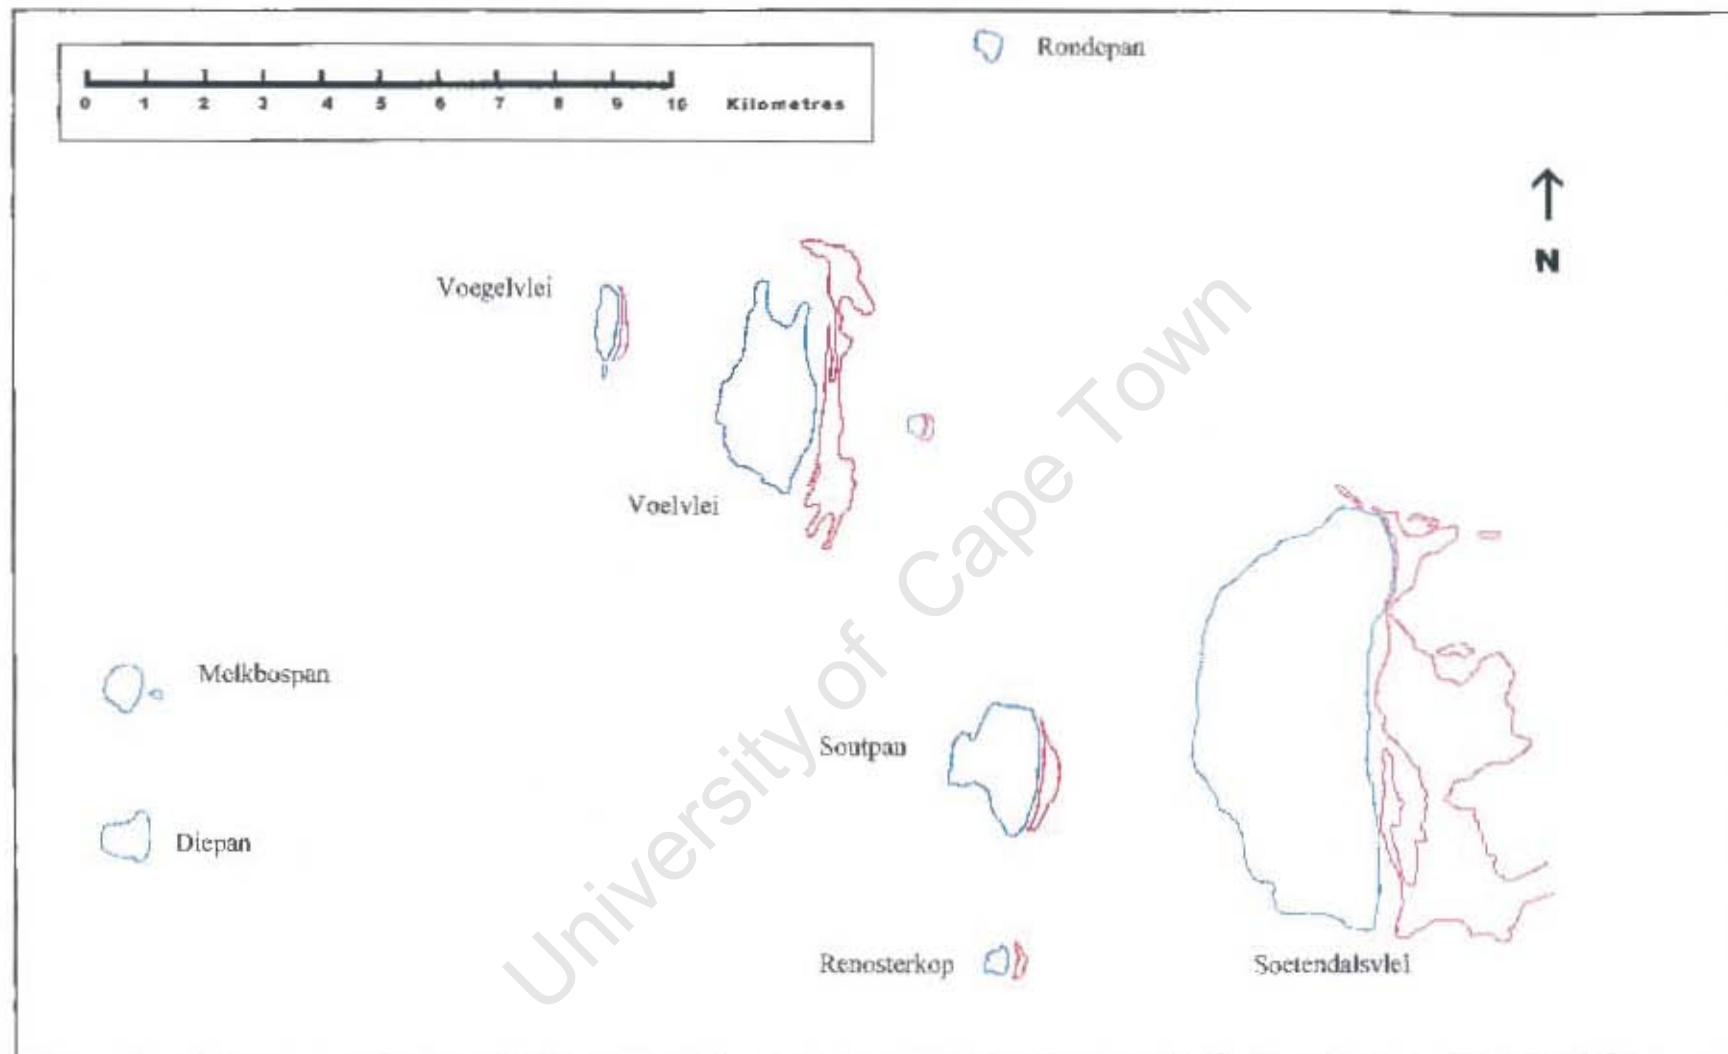 Rondepan
0 1 2 3 4 5 6 7 8 9 10 Kilometres
N
Voegelvlei
Voelvlei
Melkbospan
Soutpan
Diepan
Renosterkop
Soetendalsvlei
University of Cape Town